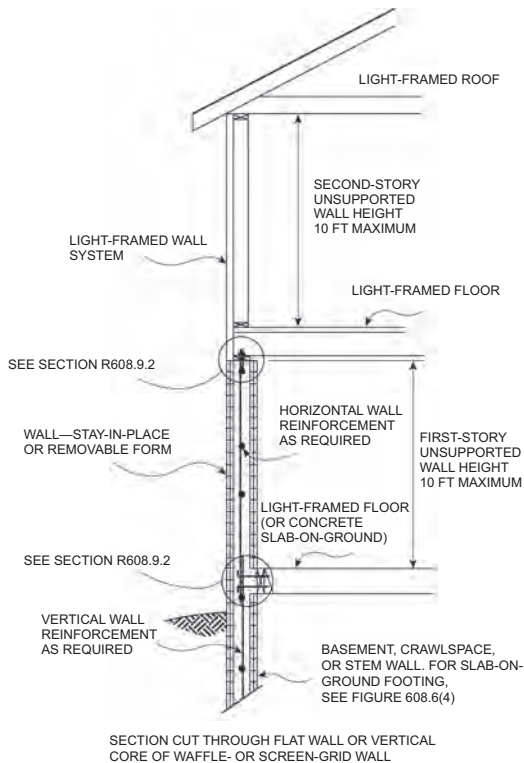 LIGHT-FRAMED ROOF
SECOND-STORY
UNSUPPORTED
WALL HEIGHT
10 FT MAXIMUM
LIGHT-FRAMED WALL
SYSTEM
LIGHT-FRAMED FLOOR
SEE SECTION R608.9.2
HORIZONTAL WALL
REINFORCEMENT
AS REQUIRED
WALL—STAY-IN-PLACE
OR REMOVABLE FORM
FIRST-STORY
UNSUPPORTED
WALL HEIGHT
10 FT MAXIMUM
LIGHT-FRAMED FLOOR
(OR CONCRETE
SLAB-ON-GROUND)
SEE SECTION R608.9.2
VERTICAL WALL
REINFORCEMENT
AS REQUIRED
BASEMENT, CRAWLSPACE,
OR STEM WALL. FOR SLAB-ON-
GROUND FOOTING,
SEE FIGURE 608.6(4)
SECTION CUT THROUGH FLAT WALL OR VERTICAL
CORE OF WAFFLE- OR SCREEN-GRID WALL